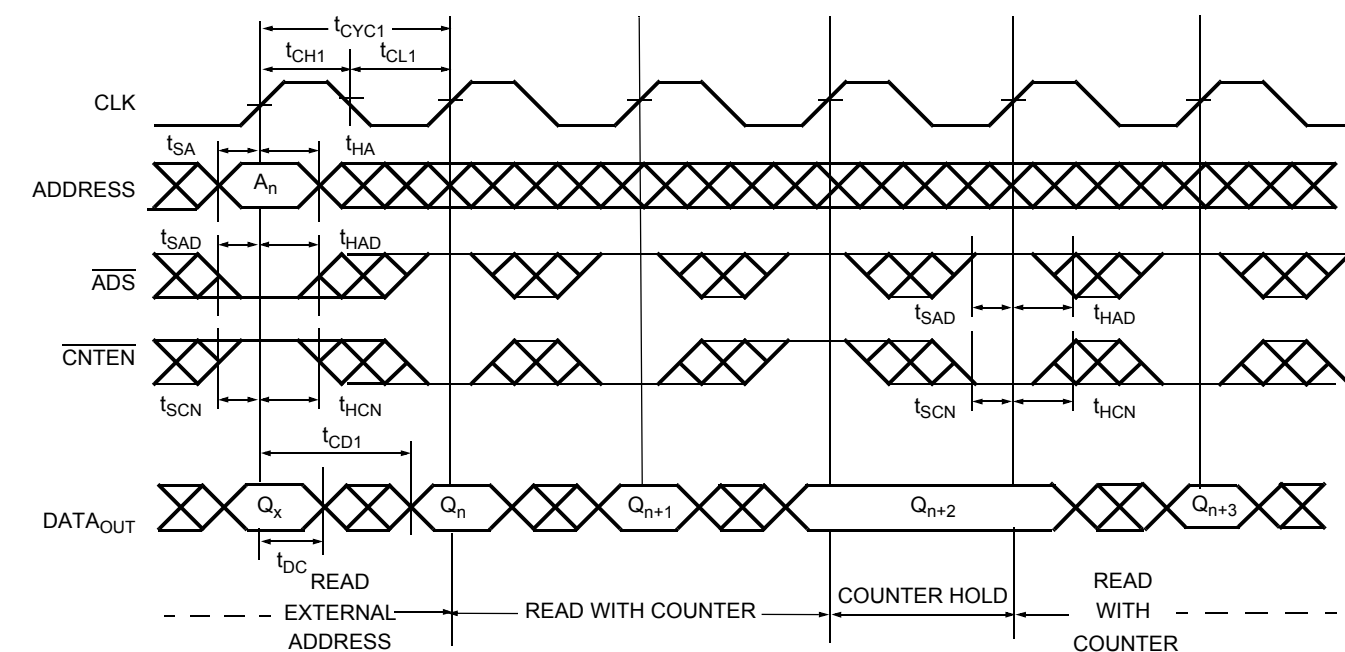 tCYC1
tCH1
tCL1
CLK
tSA
tHA
ADDRESS
An
tSAD
tHAD
ADS
tSAD
tHAD
CNTEN
tSCN
tHCN
tSCN
tHCN
tCD1
DATAOUT
Qx
Qn
Qn+1
Qn+2
Qn+3
tDC
READ
EXTERNAL
ADDRESS
READ WITH COUNTER
COUNTER HOLD
READ
WITH
COUNTER